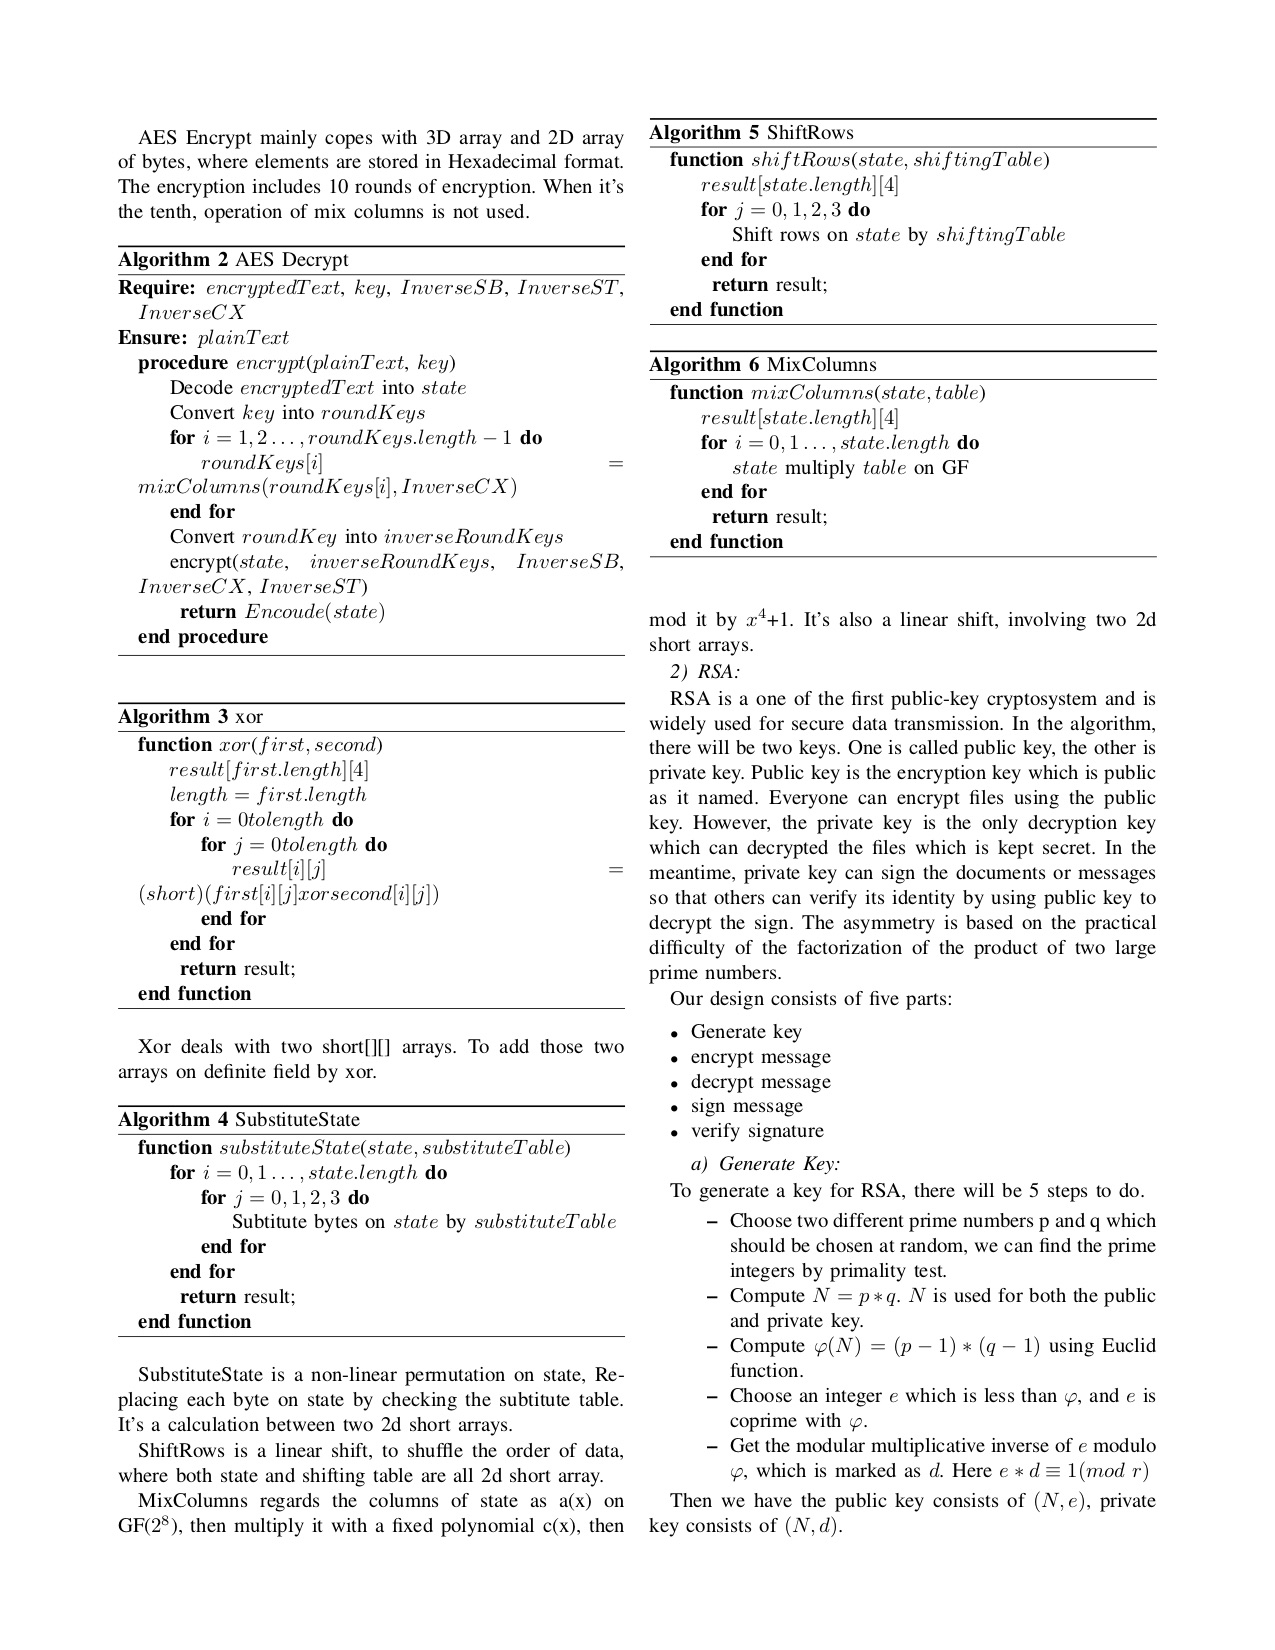 AES Encrypt mainly copes with 3D array and 2D array
of bytes, where elements are stored in Hexadecimal format.
The encryption includes 10 rounds of encryption. When it's
the tenth, operation of mix columns is not used.
Algorithm 2 AES Decrypt
Require: encryptedText, key, InverseSB, InverseST,
InverseCX
Ensure: plainText
procedure encrypt(plainText, key)
Decode encryptedText into state
Convert key into roundKeys
for i = 1, 2 . . . , roundKeys.length − 1 do
roundKeys[i] =
mixColumns(roundKeys[i], InverseCX)
end for
Convert roundKey into inverseRoundKeys
encrypt(state, inverseRoundKeys, InverseSB,
InverseCX, InverseST)
return Encoude(state)
end procedure
Algorithm 3 xor
function xor(first, second)
result[first.length][4]
length = first.length
for i = 0tolength do
for j = 0tolength do
result[i][j] =
(short)(first[i][j]xorsecond[i][j])
end for
end for
return result;
end function
Xor deals with two short[][] arrays. To add those two
arrays on definite field by xor.
Algorithm 4 SubstituteState
function substituteState(state, substituteTable)
for i = 0, 1 . . . , state.length do
for j = 0, 1, 2, 3 do
Subtitute bytes on state by substituteTable
end for
end for
return result;
end function
SubstituteState is a non-linear permutation on state, Re-
placing each byte on state by checking the subtitute table.
It's a calculation between two 2d short arrays.
ShiftRows is a linear shift, to shuffle the order of data,
where both state and shifting table are all 2d short array.
MixColumns regards the columns of state as a(x) on
GF(2⁸), then multiply it with a fixed polynomial c(x), then
Algorithm 5 ShiftRows
function shiftRows(state, shiftingTable)
result[state.length][4]
for j = 0, 1, 2, 3 do
Shift rows on state by shiftingTable
end for
return result;
end function
Algorithm 6 MixColumns
function mixColumns(state, table)
result[state.length][4]
for i = 0, 1 . . . , state.length do
state multiply table on GF
end for
return result;
end function
mod it by x⁴+1. It's also a linear shift, involving two 2d
short arrays.
2) RSA:
RSA is a one of the first public-key cryptosystem and is
widely used for secure data transmission. In the algorithm,
there will be two keys. One is called public key, the other is
private key. Public key is the encryption key which is public
as it named. Everyone can encrypt files using the public
key. However, the private key is the only decryption key
which can decrypted the files which is kept secret. In the
meantime, private key can sign the documents or messages
so that others can verify its identity by using public key to
decrypt the sign. The asymmetry is based on the practical
difficulty of the factorization of the product of two large
prime numbers.
Our design consists of five parts:
• Generate key
• encrypt message
• decrypt message
• sign message
• verify signature
a) Generate Key:
To generate a key for RSA, there will be 5 steps to do.
– Choose two different prime numbers p and q which
should be chosen at random, we can find the prime
integers by primality test.
– Compute N = p ∗ q. N is used for both the public
and private key.
– Compute φ(N) = (p − 1) ∗ (q − 1) using Euclid
function.
– Choose an integer e which is less than φ, and e is
coprime with φ.
– Get the modular multiplicative inverse of e modulo
φ, which is marked as d. Here e ∗ d ≡ 1(mod r)
Then we have the public key consists of (N, e), private
key consists of (N, d).